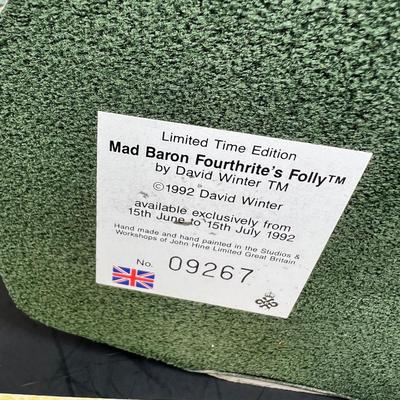 Limited Time Edition
Mad Baron Fourthrite's Folly™
by David Winter TM
©1992 David Winter
available exclusively from
15th June to 15th July 1992
Hand made and hand painted in the Studios &
Workshops of John Hine Limited Great Britain
No. 09267